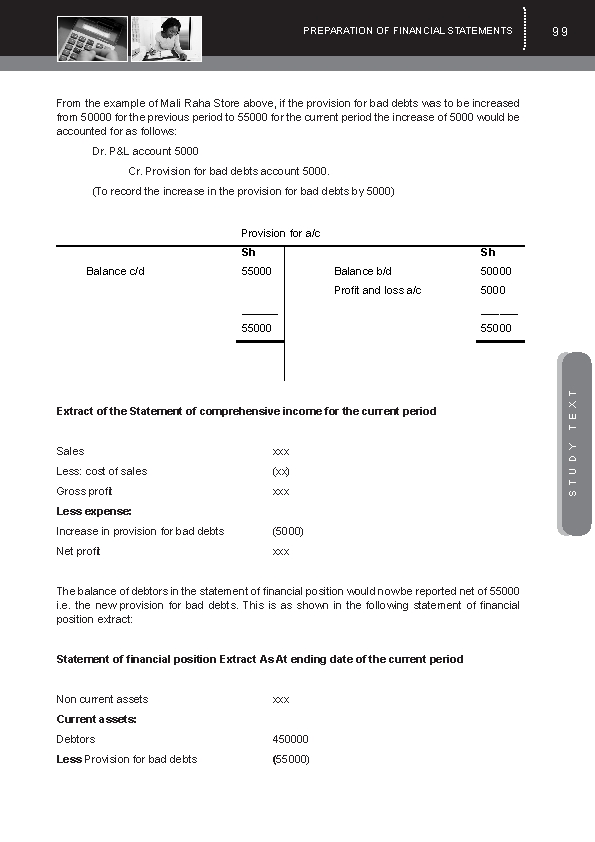 PREPARATION OF FINANCIAL STATEMENTS 99
From the example of Mali Raha Store above, if the provision for bad debts was to be increased
from 50000 for the previous period to 55000 for the current period the increase of 5000 would be
accounted for as follows:
Dr. P&L account 5000
Cr. Provision for bad debts account 5000.
(To record the increase in the provision for bad debts by 5000)
Provision for a/c
Sh Sh
Balance c/d 55000 Balance b/d 50000
Profit and loss a/c 5000
55000 55000
STUDY TEXT
Extract of the Statement of comprehensive income for the current period
Sales xxx
Less: cost of sales (xx)
Gross profit xxx
Less expense:
Increase in provision for bad debts (5000)
Net profit xxx
The balance of debtors in the statement of financial position would now be reported net of 55000
i.e. the new provision for bad debts. This is as shown in the following statement of financial
position extract:
Statement of financial position Extract As At ending date of the current period
Non current assets xxx
Current assets:
Debtors 450000
Less Provision for bad debts (55000)